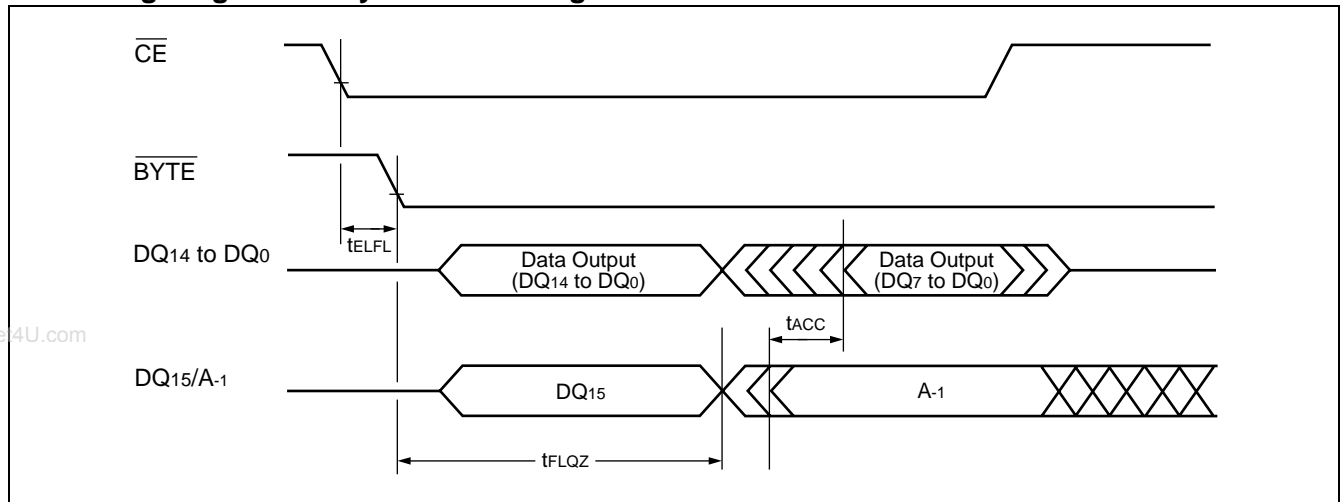 CE
BYTE
tELFL
DQ14 to DQ0
Data Output
(DQ14 to DQ0)
Data Output
(DQ7 to DQ0)
tACC
et4U.com
DQ15/A-1
DQ15
A-1
tFLQZ